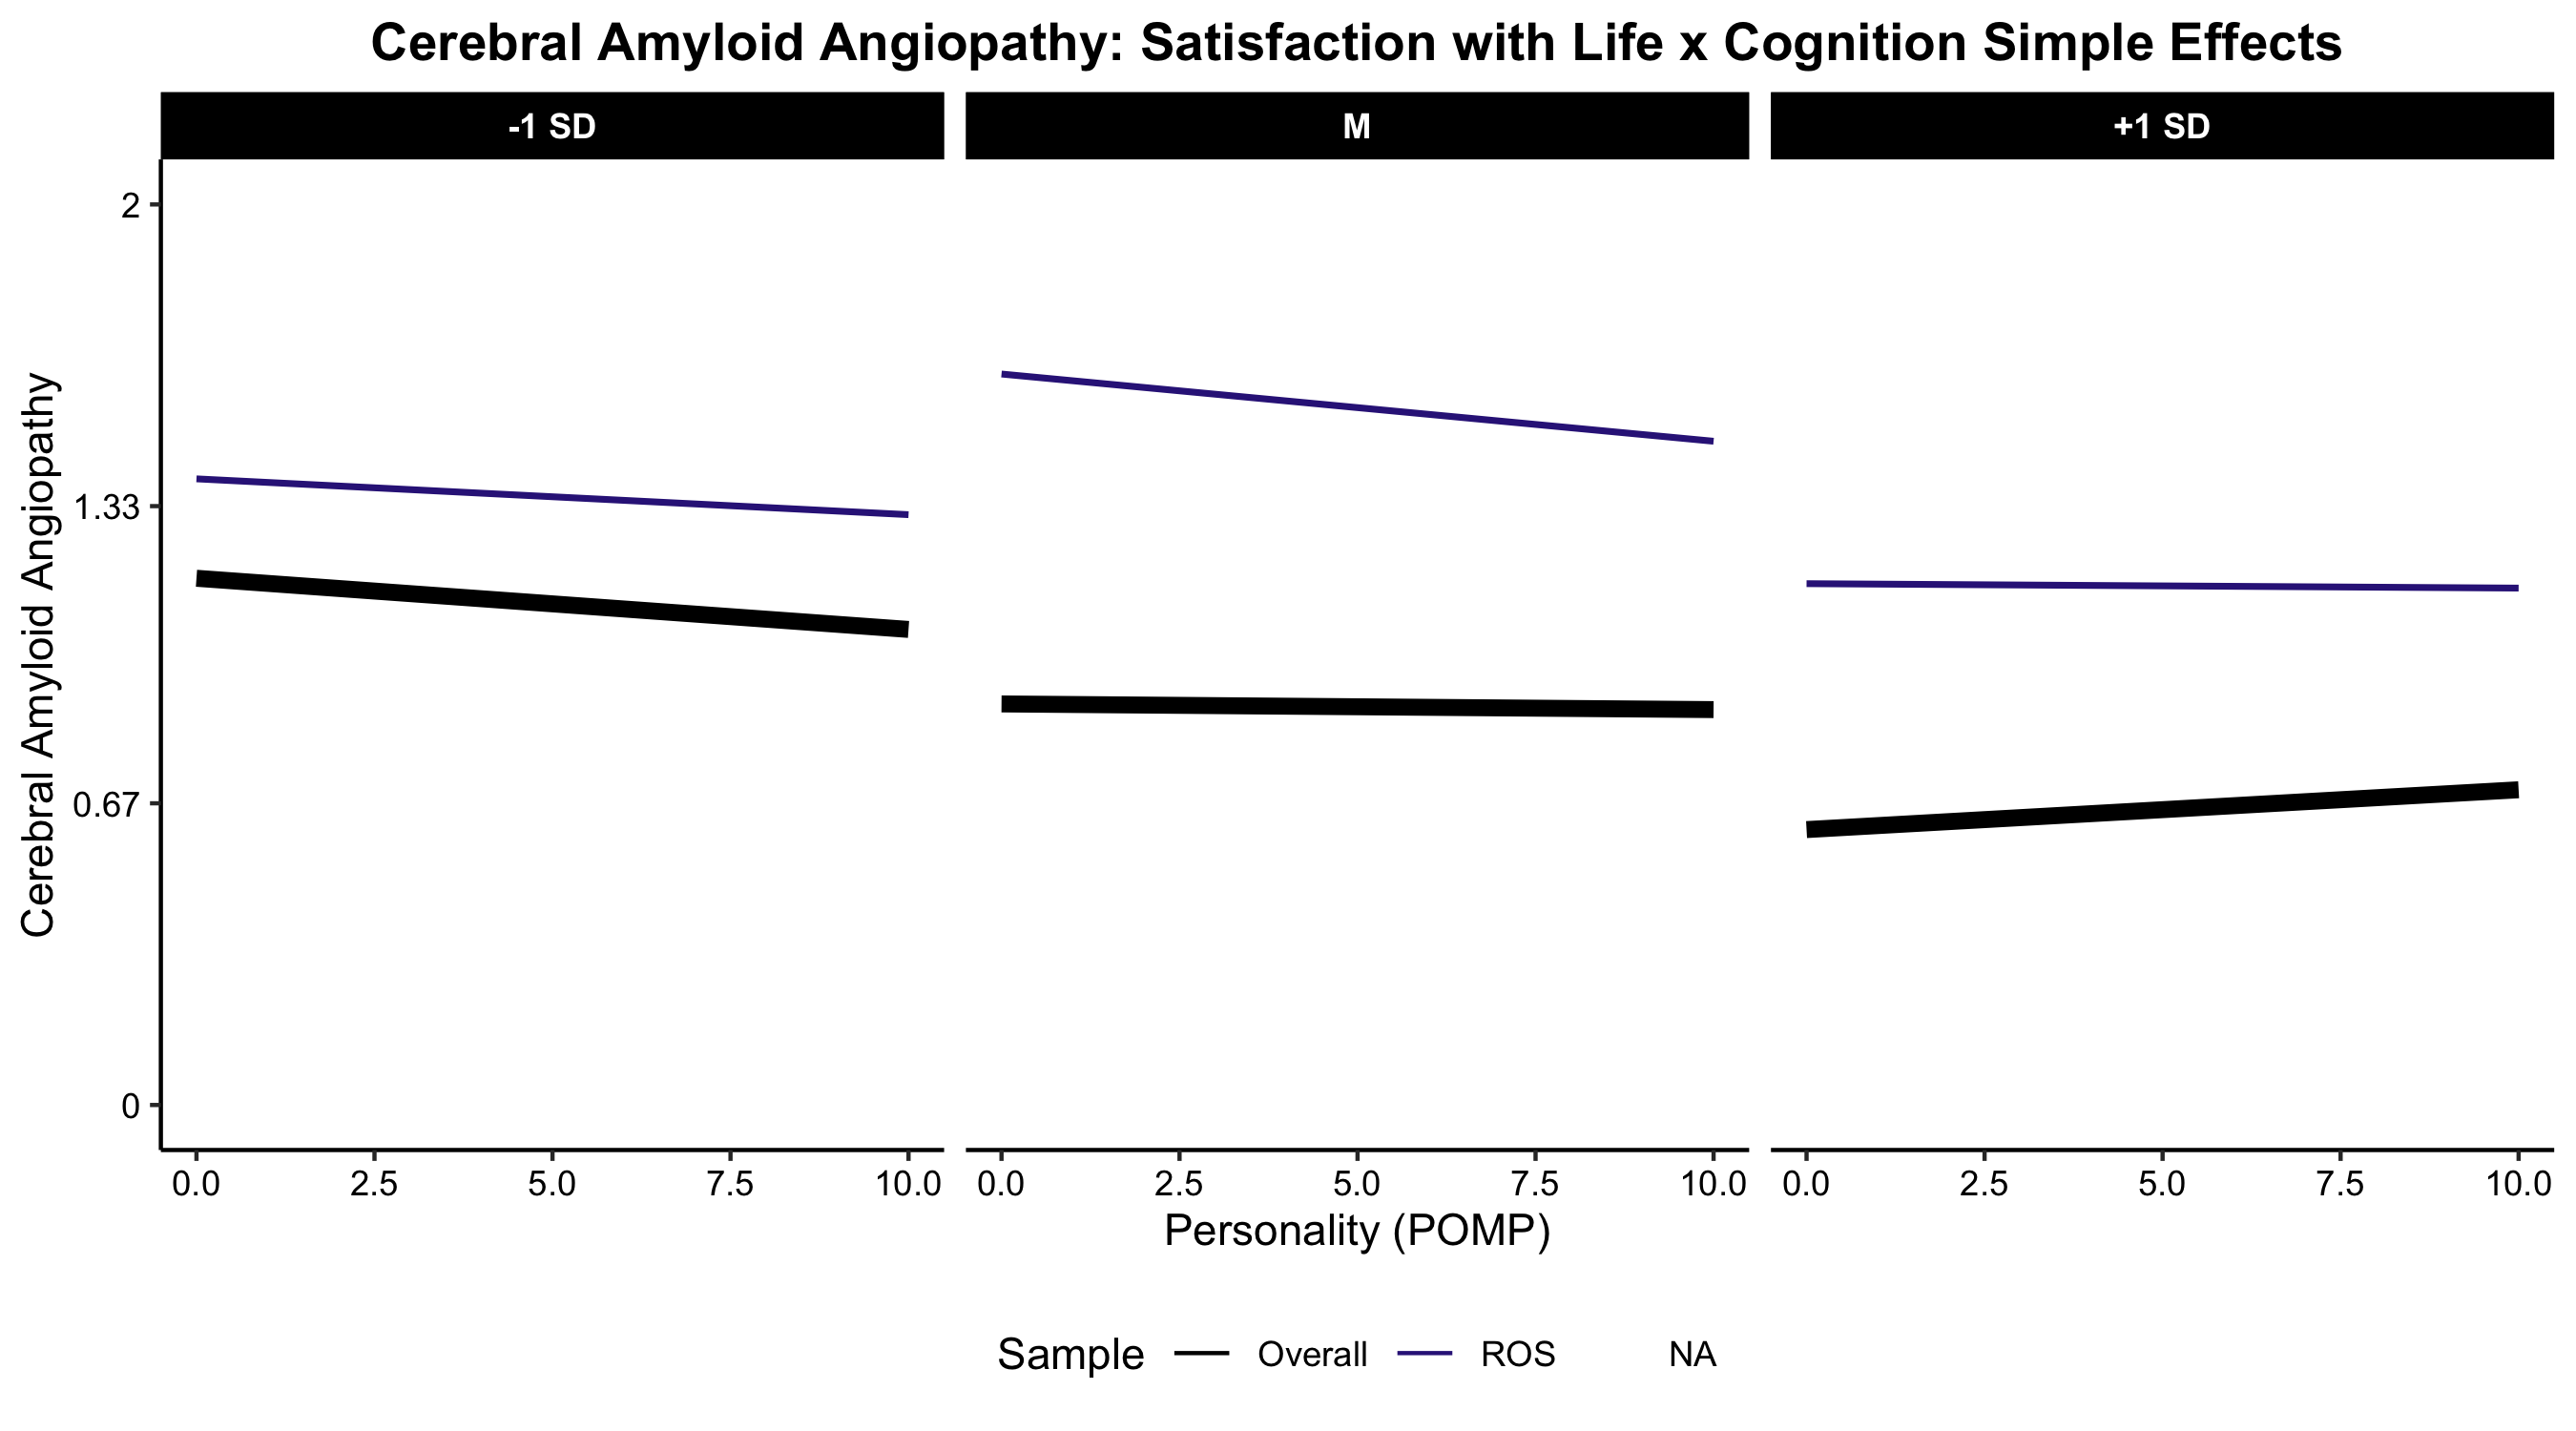 Cerebral Amyloid Angiopathy: Satisfaction with Life x Cognition Simple Effects
-1 SD M +1 SD
Cerebral Amyloid Angiopathy
2
1.33
0.67
0
0.0 2.5 5.0 7.5 10.0 0.0 2.5 5.0 7.5 10.0 0.0 2.5 5.0 7.5 10.0
Personality (POMP)
Sample Overall ROS NA